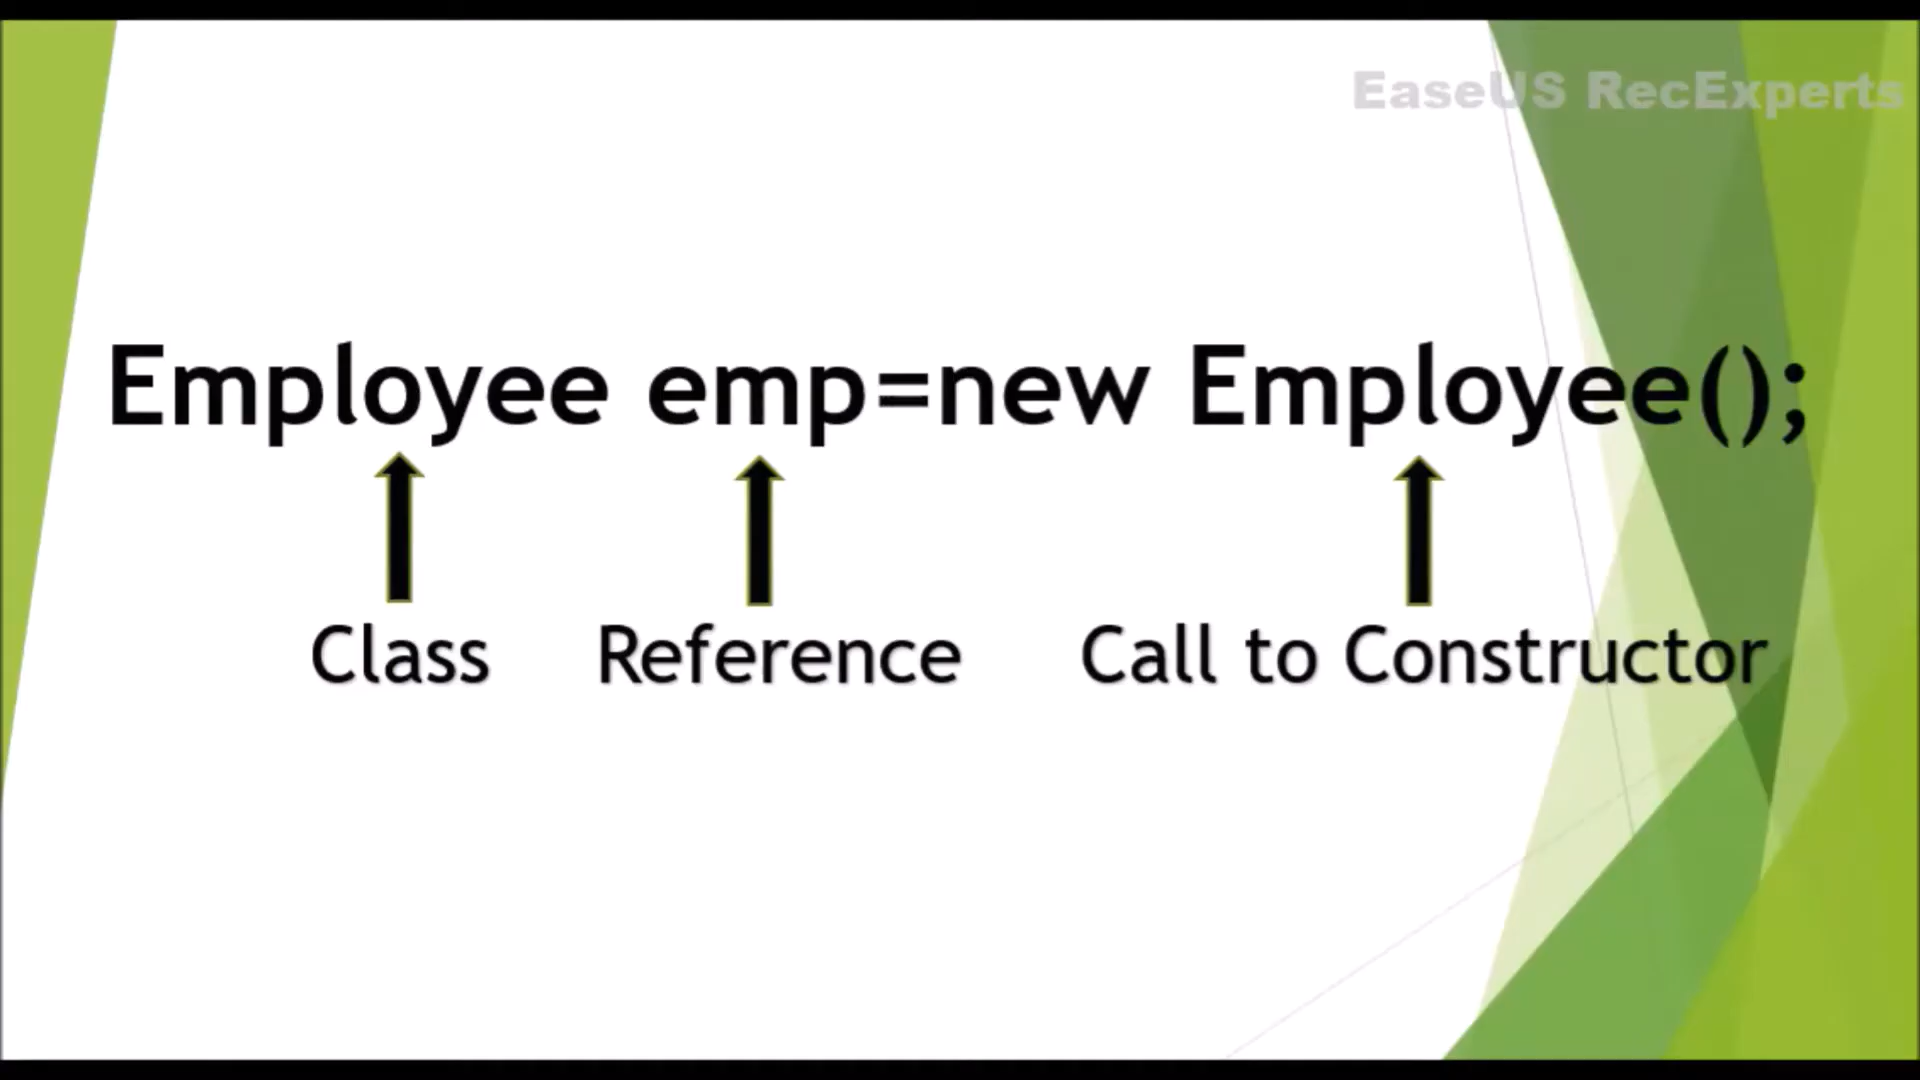 EaseUS RecExperts
Employee emp=new Employee();
Class Reference Call to Constructor